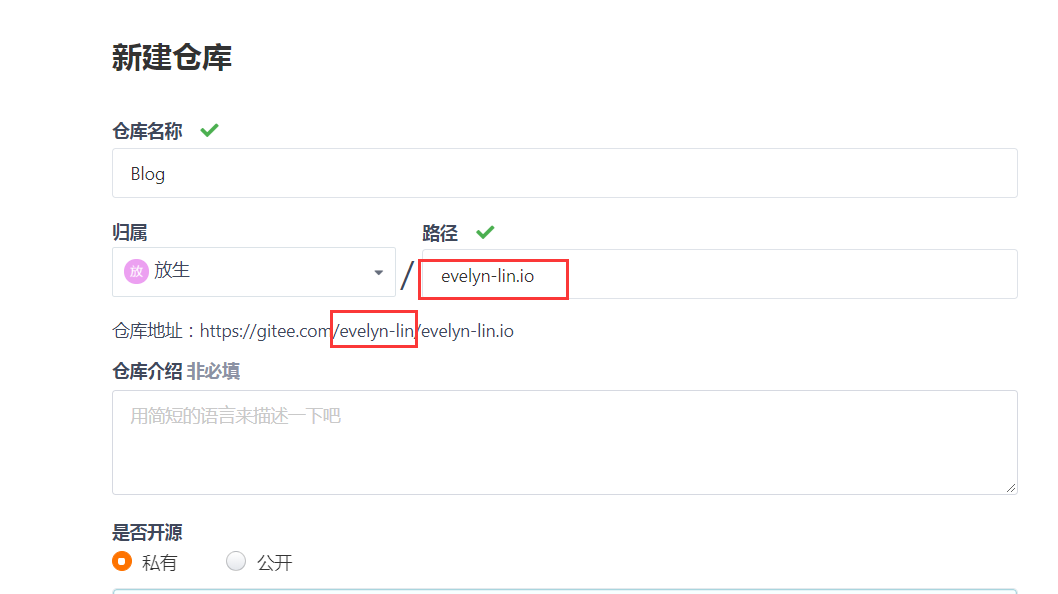 新建仓库
仓库名称
Blog
归属
路径
放 放生
/
evelyn-lin.io
仓库地址：https://gitee.com/evelyn-lin/evelyn-lin.io
仓库介绍 非必填
用简短的语言来描述一下吧
是否开源
私有 公开